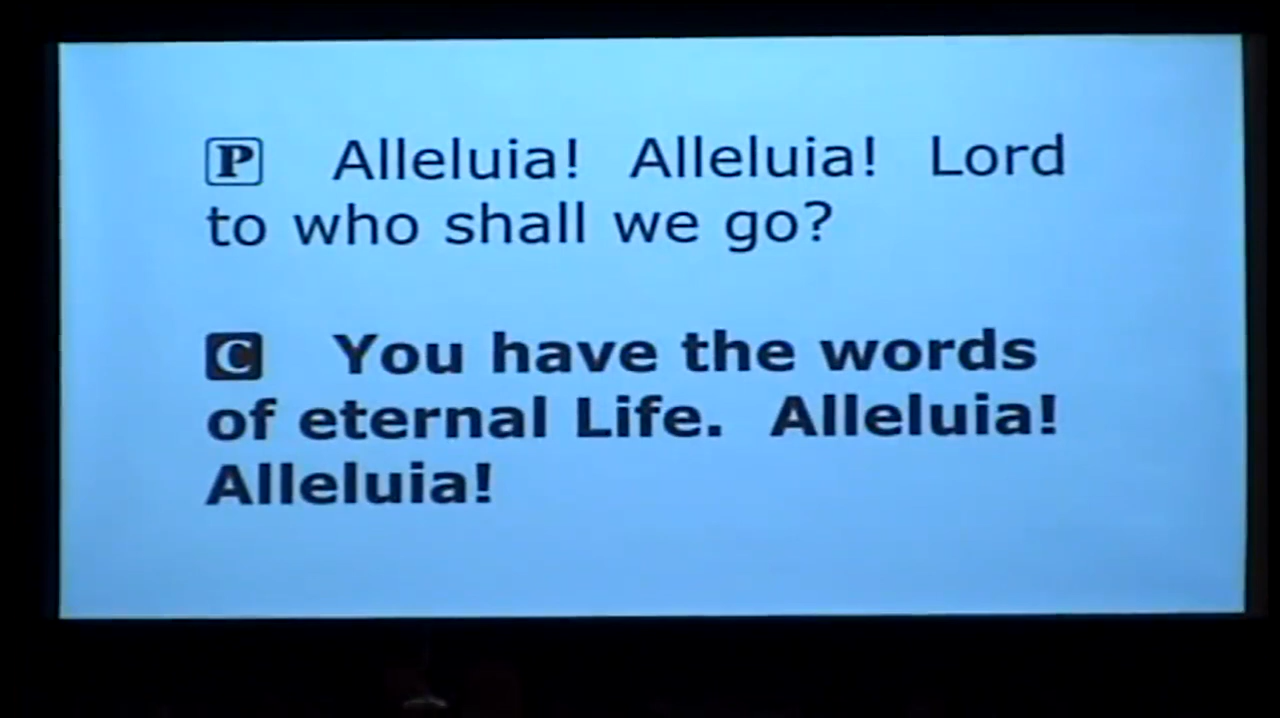 P Alleluia! Alleluia! Lord
to who shall we go?
C You have the words
of eternal Life. Alleluia!
Alleluia!